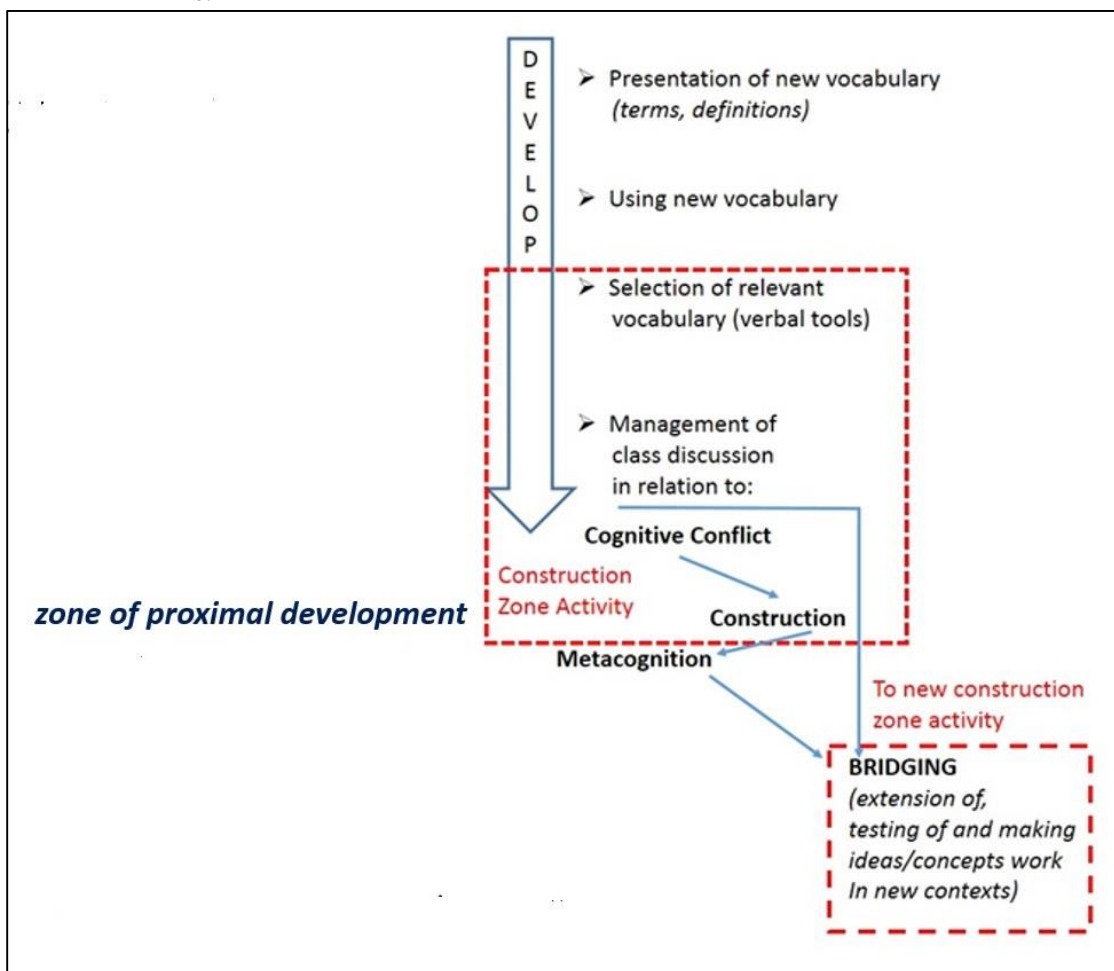 DEVELOP
➢ Presentation of new vocabulary
(terms, definitions)
➢ Using new vocabulary
➢ Selection of relevant
vocabulary (verbal tools)
➢ Management of
class discussion
in relation to:
Cognitive Conflict
Construction
Zone Activity
zone of proximal development
Construction
Metacognition
To new construction
zone activity
BRIDGING
(extension of,
testing of and making
ideas/concepts work
In new contexts)